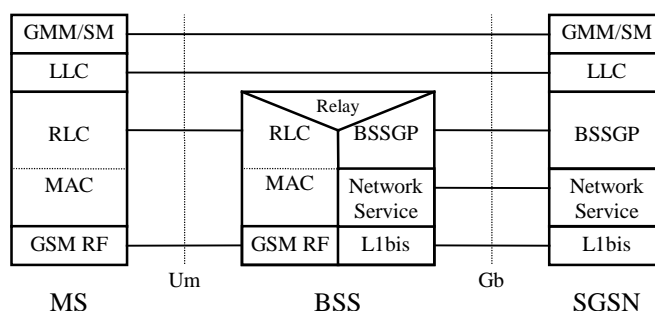 GMM/SM
GMM/SM
LLC
LLC
Relay
RLC
RLC
BSSGP
BSSGP
MAC
MAC
Network
Service
Network
Service
GSM RF
GSM RF
L1bis
L1bis
Um
Gb
MS
BSS
SGSN